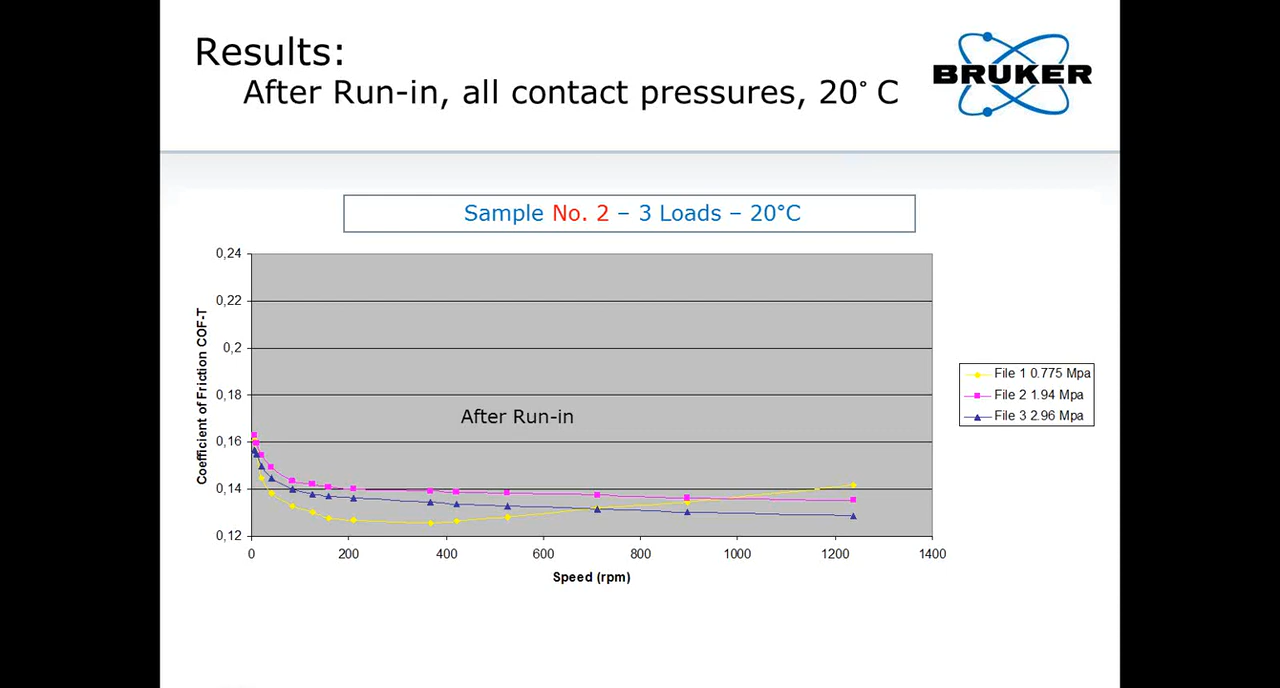 Results:
After Run-in, all contact pressures, 20° C
BRUKER
Sample No. 2 – 3 Loads – 20°C
0,24
0,22
0,2
0,18
0,16
0,14
0,12
Coefficient of Friction COF-T
After Run-in
0 200 400 600 800 1000 1200 1400
Speed (rpm)
File 1 0.775 Mpa
File 2 1.94 Mpa
File 3 2.96 Mpa